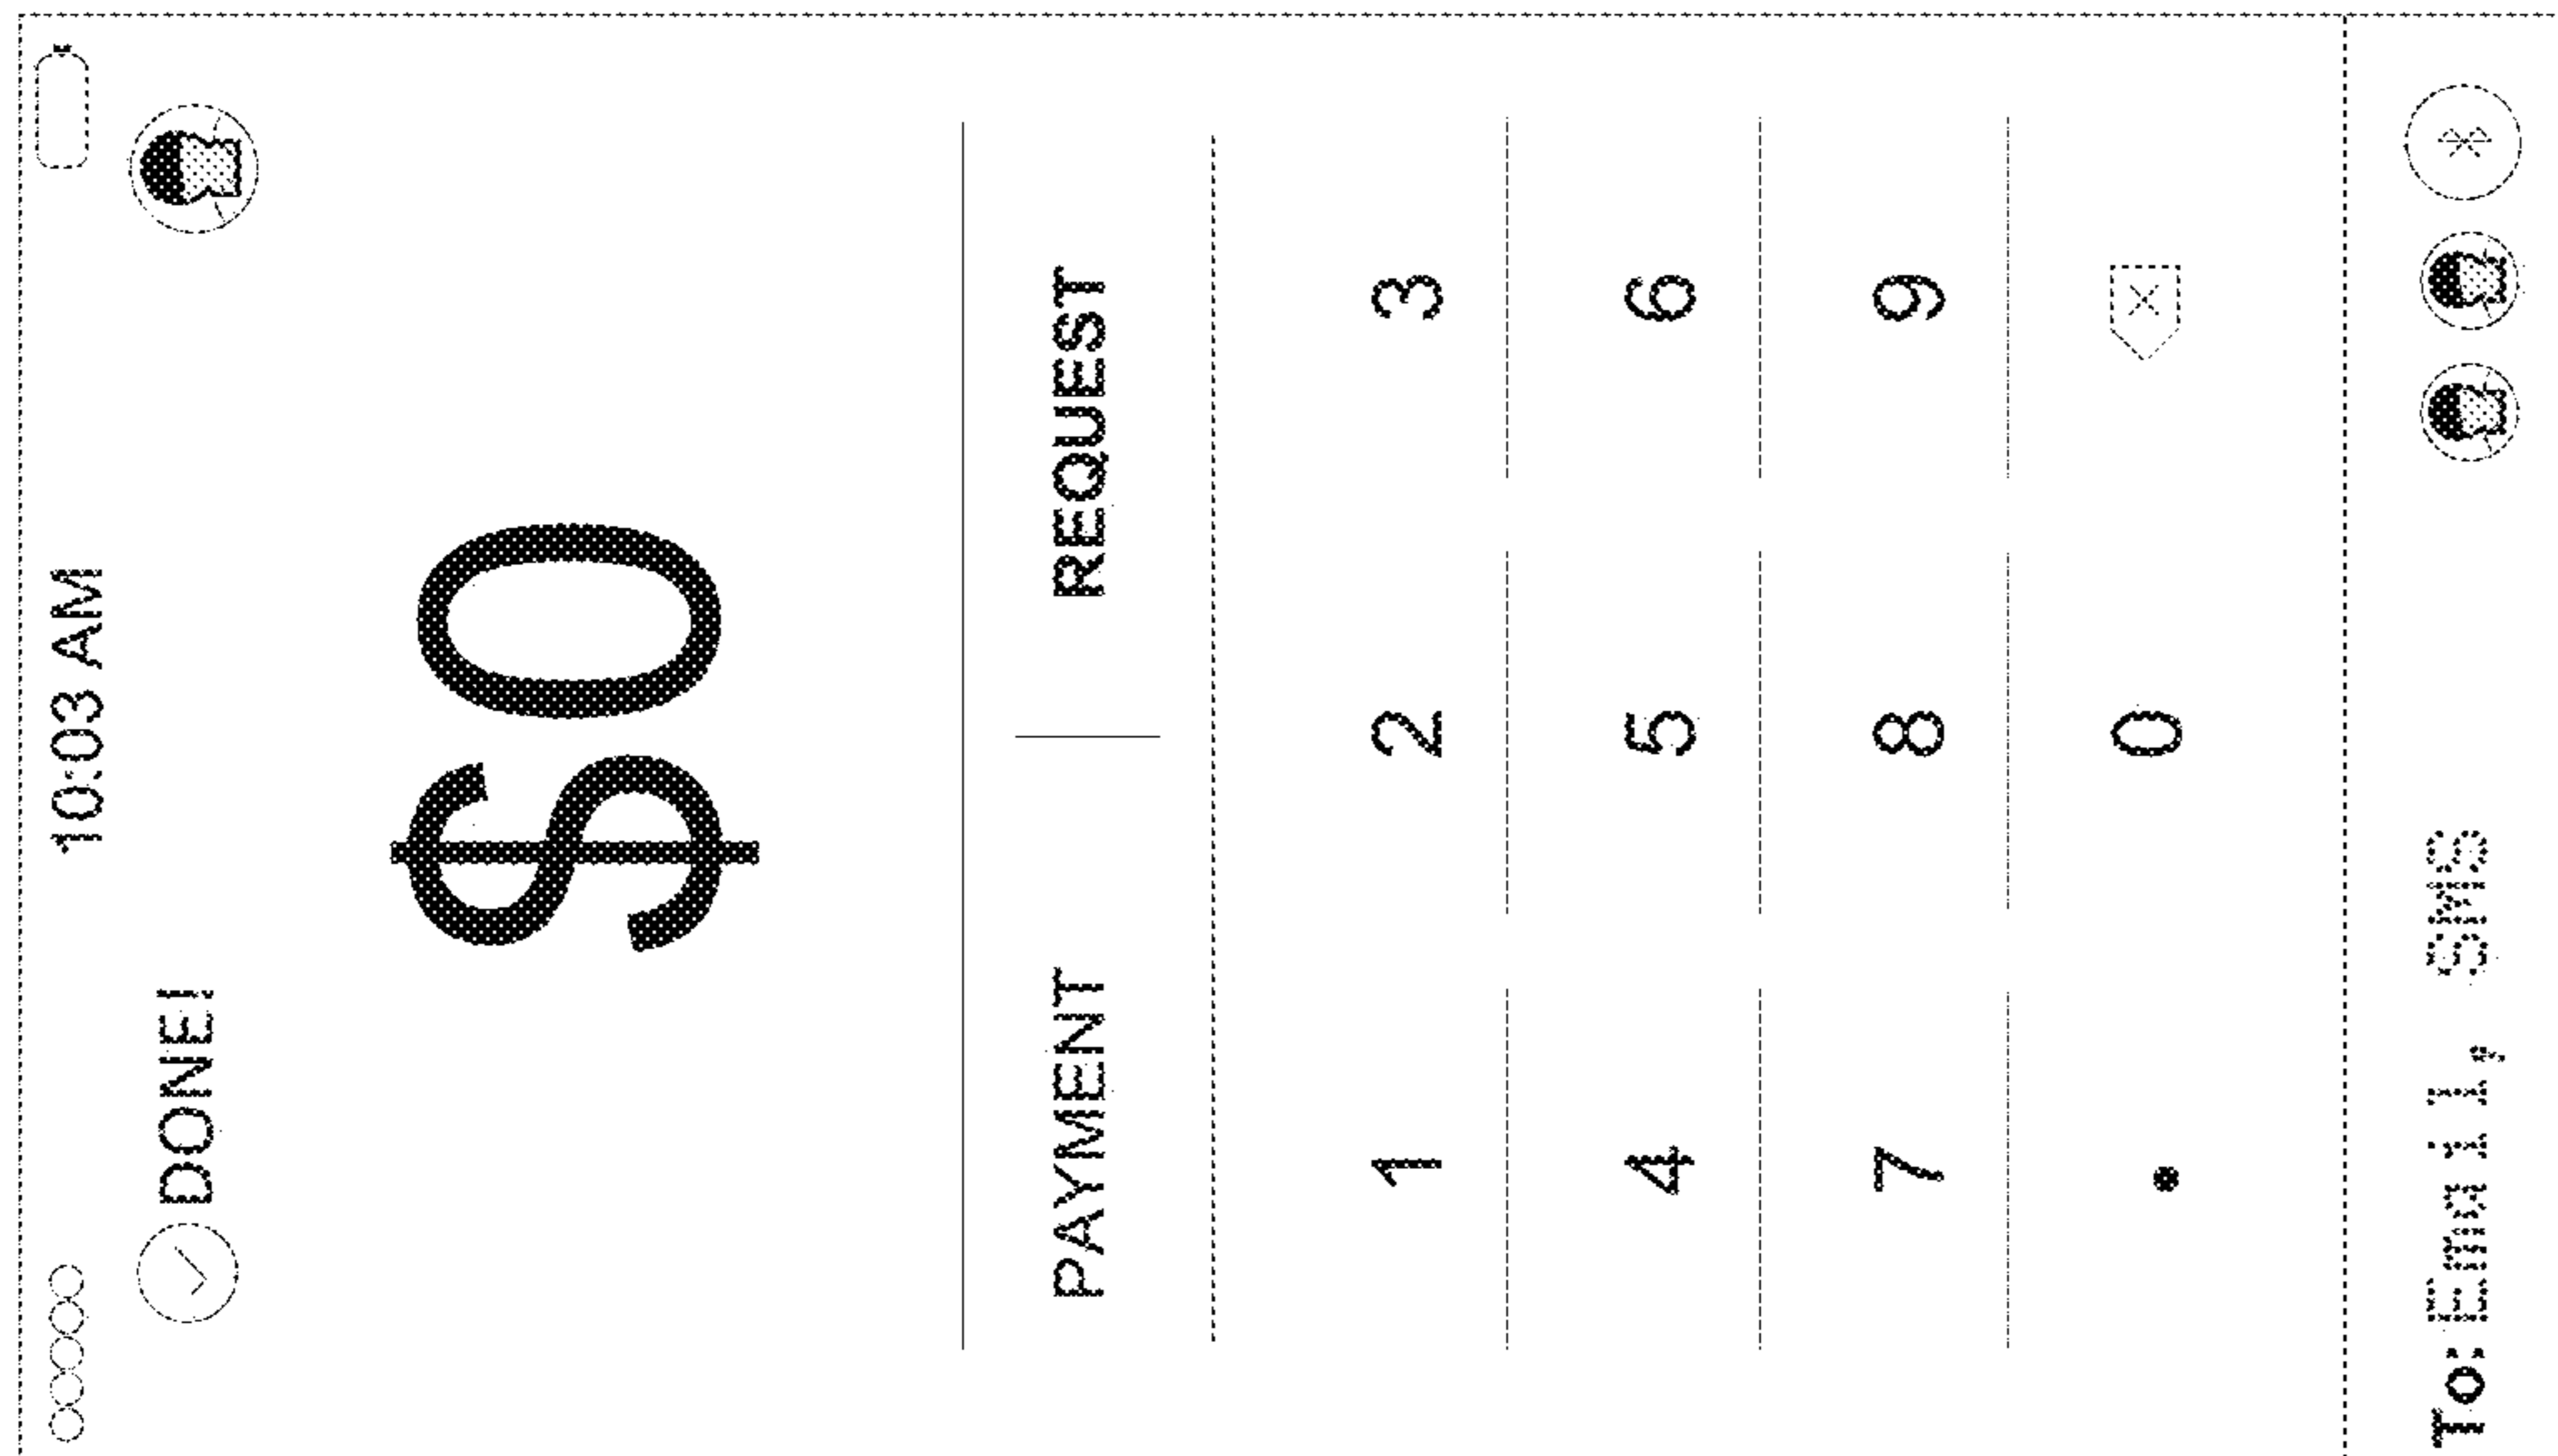 10:03 AM
DONE!
$0
PAYMENT REQUEST
1 2 3
4 5 6
7 8 9
. 0
To: Email, SMS